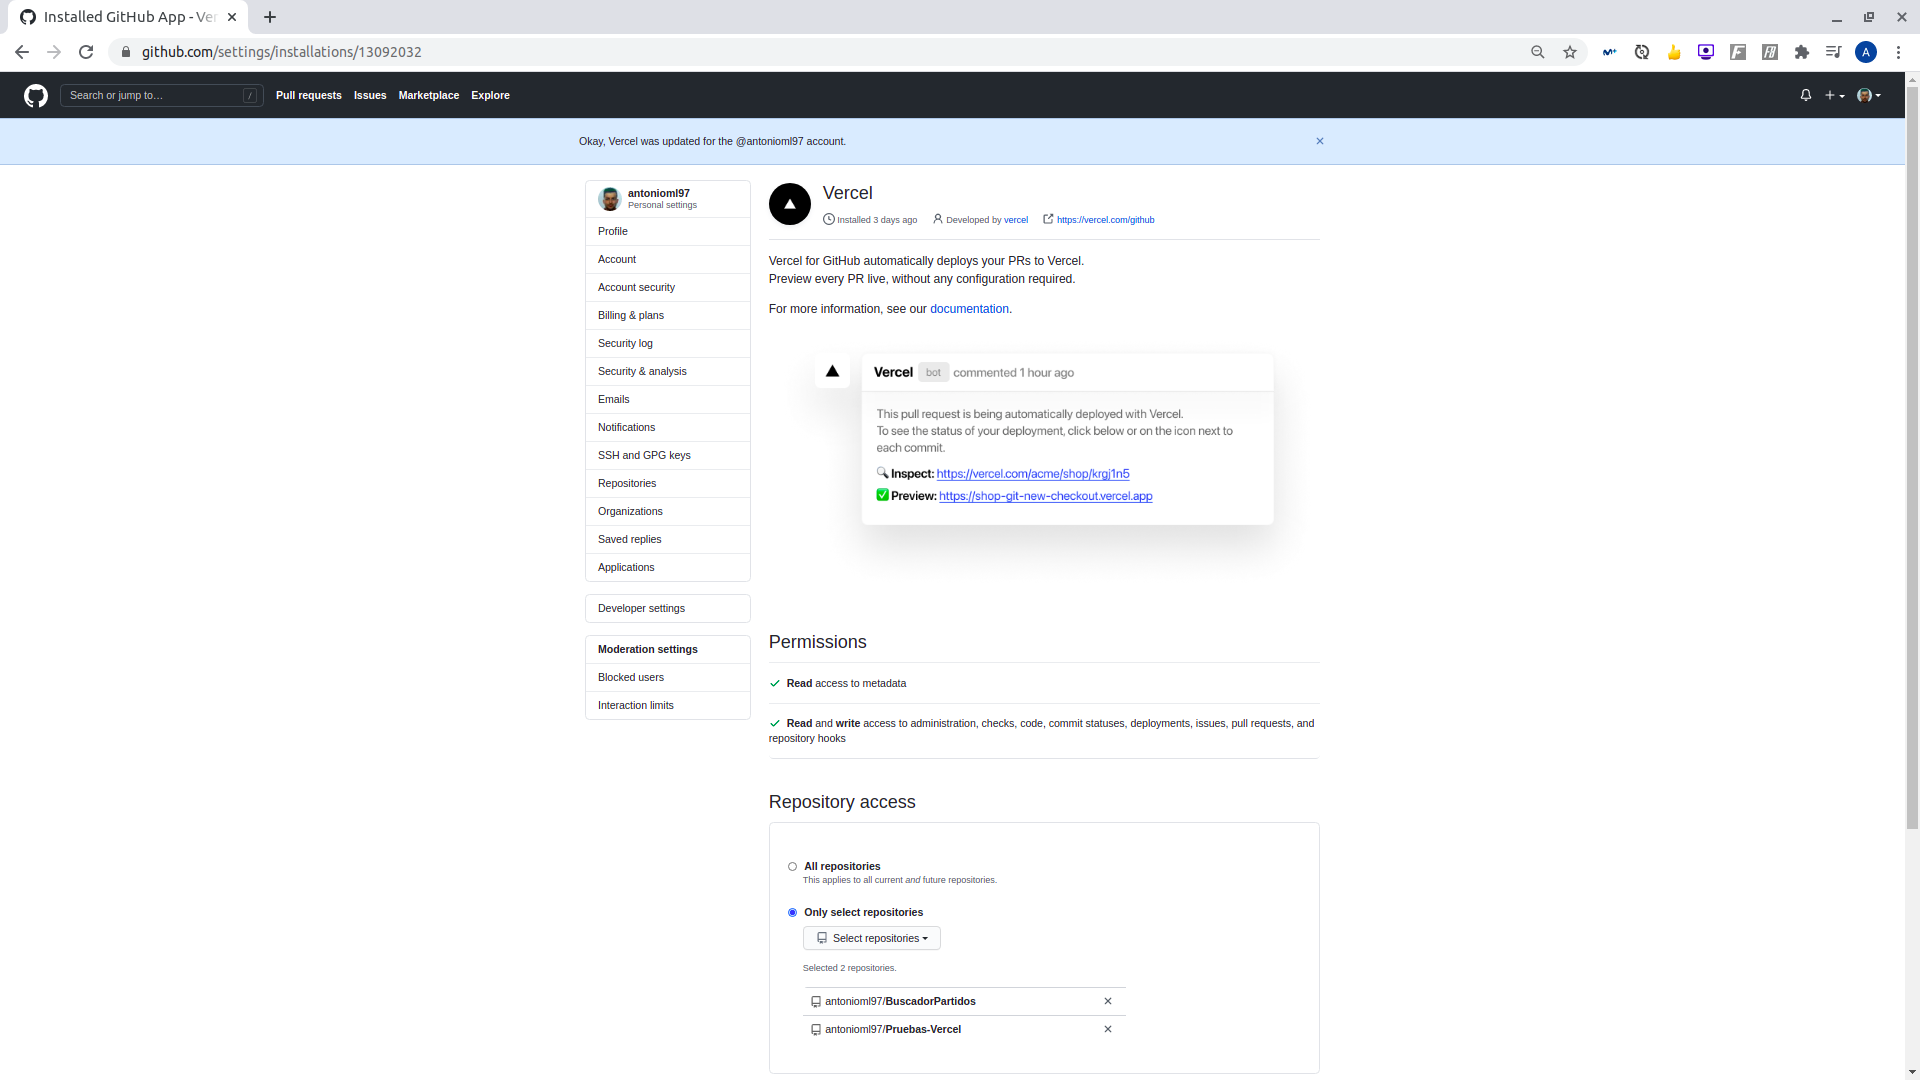 Installed GitHub App - Ver
github.com/settings/installations/13092032
A
Search or jump to… /
Pull requests Issues Marketplace Explore
Okay, Vercel was updated for the @antonioml97 account.
antonioml97
Personal settings
Profile
Account
Account security
Billing & plans
Security log
Security & analysis
Emails
Notifications
SSH and GPG keys
Repositories
Organizations
Saved replies
Applications
Developer settings
Moderation settings
Blocked users
Interaction limits
Vercel
Installed 3 days ago Developed by vercel https://vercel.com/github
Vercel for GitHub automatically deploys your PRs to Vercel.
Preview every PR live, without any configuration required.
For more information, see our documentation.
Vercel bot commented 1 hour ago
This pull request is being automatically deployed with Vercel.
To see the status of your deployment, click below or on the icon next to
each commit.
Inspect: https://vercel.com/acme/shop/krgj1n5
Preview: https://shop-git-new-checkout.vercel.app
Permissions
Read access to metadata
Read and write access to administration, checks, code, commit statuses, deployments, issues, pull requests, and
repository hooks
Repository access
All repositories
This applies to all current and future repositories.
Only select repositories
Select repositories
Selected 2 repositories.
antonioml97/BuscadorPartidos
antonioml97/Pruebas-Vercel